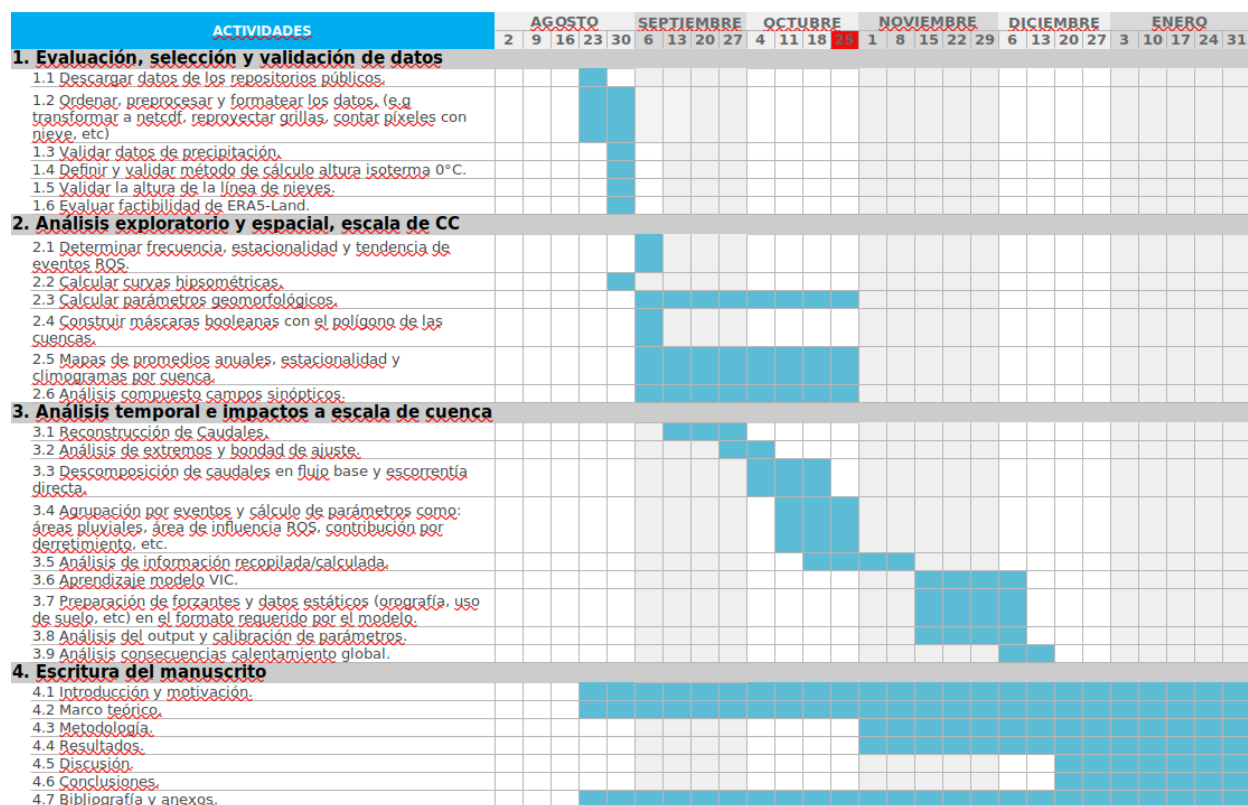 ACTIVIDADES
AGOSTO SEPTIEMBRE OCTUBRE NOVIEMBRE DICIEMBRE ENERO
2 9 16 23 30 6 13 20 27 4 11 18 25 1 8 15 22 29 6 13 20 27 3 10 17 24 31
1. Evaluación, selección y validación de datos
1.1 Descargar datos de los repositorios públicos.
1.2 Ordenar, preprocesar y formatear los datos, (e.g
transformar a netcdf, reproyectar grillas, contar píxeles con
nieve, etc)
1.3 Validar datos de precipitación.
1.4 Definir y validar método de cálculo altura isoterma 0°C.
1.5 Validar la altura de la línea de nieves.
1.6 Evaluar factibilidad de ERA5-Land.
2. Análisis exploratorio y espacial, escala de CC
2.1 Determinar frecuencia, estacionalidad y tendencia de
eventos ROS.
2.2 Calcular curvas hipsométricas.
2.3 Calcular parámetros geomorfológicos.
2.4 Construir máscaras booleanas con el polígono de las
cuencas.
2.5 Mapas de promedios anuales, estacionalidad y
climogramas por cuenca.
2.6 Análisis compuesto campos sinópticos.
3. Análisis temporal e impactos a escala de cuenca
3.1 Reconstrucción de Caudales.
3.2 Análisis de extremos y bondad de ajuste.
3.3 Descomposición de caudales en flujo base y escorrentía
directa.
3.4 Agrupación por eventos y cálculo de parámetros como:
áreas pluviales, área de influencia ROS, contribución por
derretimiento, etc.
3.5 Análisis de información recopilada/calculada.
3.6 Aprendizaje modelo VIC.
3.7 Preparación de forzantes y datos estáticos (orografía, uso
de suelo, etc) en el formato requerido por el modelo.
3.8 Análisis del output y calibración de parámetros.
3.9 Análisis consecuencias calentamiento global.
4. Escritura del manuscrito
4.1 Introducción y motivación.
4.2 Marco teórico.
4.3 Metodología.
4.4 Resultados.
4.5 Discusión.
4.6 Conclusiones.
4.7 Bibliografía y anexos.